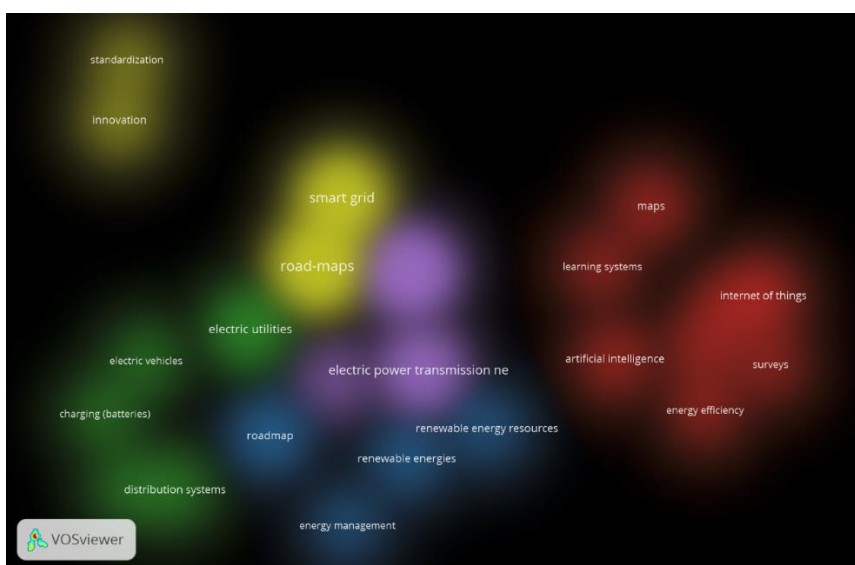 standardization
innovation
smart grid
maps
road-maps
learning systems
internet of things
electric utilities
electric vehicles
artificial intelligence
surveys
electric power transmission ne
charging (batteries)
energy efficiency
roadmap
renewable energy resources
renewable energies
distribution systems
energy management
VOSviewer